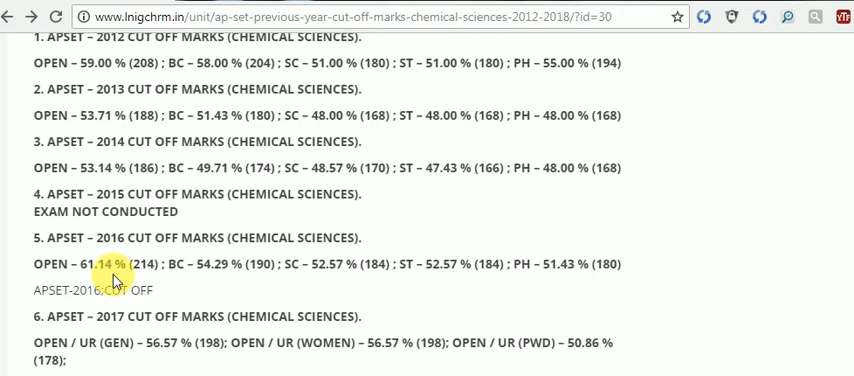 www.lnigchrm.in/unit/ap-set-previous-year-cut-off-marks-chemical-sciences-2012-2018/?id=30
1. APSET – 2012 CUT OFF MARKS (CHEMICAL SCIENCES).
OPEN – 59.00 % (208) ; BC – 58.00 % (204) ; SC – 51.00 % (180) ; ST – 51.00 % (180) ; PH – 55.00 % (194)
2. APSET – 2013 CUT OFF MARKS (CHEMICAL SCIENCES).
OPEN – 53.71 % (188) ; BC – 51.43 % (180) ; SC – 48.00 % (168) ; ST – 48.00 % (168) ; PH – 48.00 % (168)
3. APSET – 2014 CUT OFF MARKS (CHEMICAL SCIENCES).
OPEN – 53.14 % (186) ; BC – 49.71 % (174) ; SC – 48.57 % (170) ; ST – 47.43 % (166) ; PH – 48.00 % (168)
4. APSET – 2015 CUT OFF MARKS (CHEMICAL SCIENCES).
EXAM NOT CONDUCTED
5. APSET – 2016 CUT OFF MARKS (CHEMICAL SCIENCES).
OPEN – 61.14 % (214) ; BC – 54.29 % (190) ; SC – 52.57 % (184) ; ST – 52.57 % (184) ; PH – 51.43 % (180)
APSET-2016;CUT OFF
6. APSET – 2017 CUT OFF MARKS (CHEMICAL SCIENCES).
OPEN / UR (GEN) – 56.57 % (198); OPEN / UR (WOMEN) – 56.57 % (198); OPEN / UR (PWD) – 50.86 %
(178);